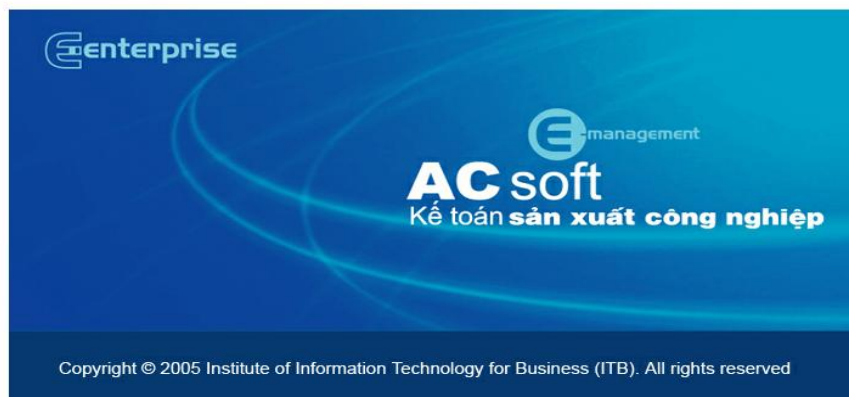 enterprise
E-management
AC soft
Kế toán sản xuất công nghiệp
Copyright © 2005 Institute of Information Technology for Business (ITB). All rights reserved